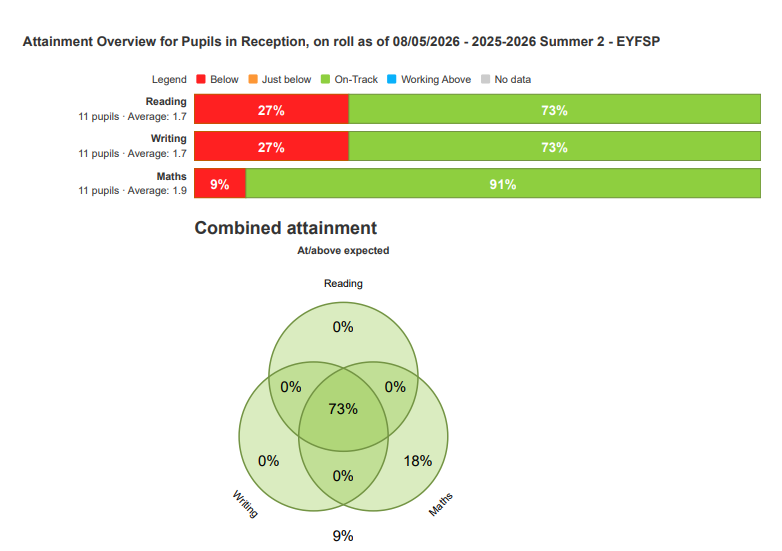 Attainment Overview for Pupils in Reception, on roll as of 08/05/2026 - 2025-2026 Summer 2 - EYFSP
Legend Below Just below On-Track Working Above No data
Reading
11 pupils · Average: 1.7
27% 73%
Writing
11 pupils · Average: 1.7
27% 73%
Maths
11 pupils · Average: 1.9
9% 91%
Combined attainment
At/above expected
Reading
0%
0% 0%
73%
0% 18%
0%
Writing Maths
9%